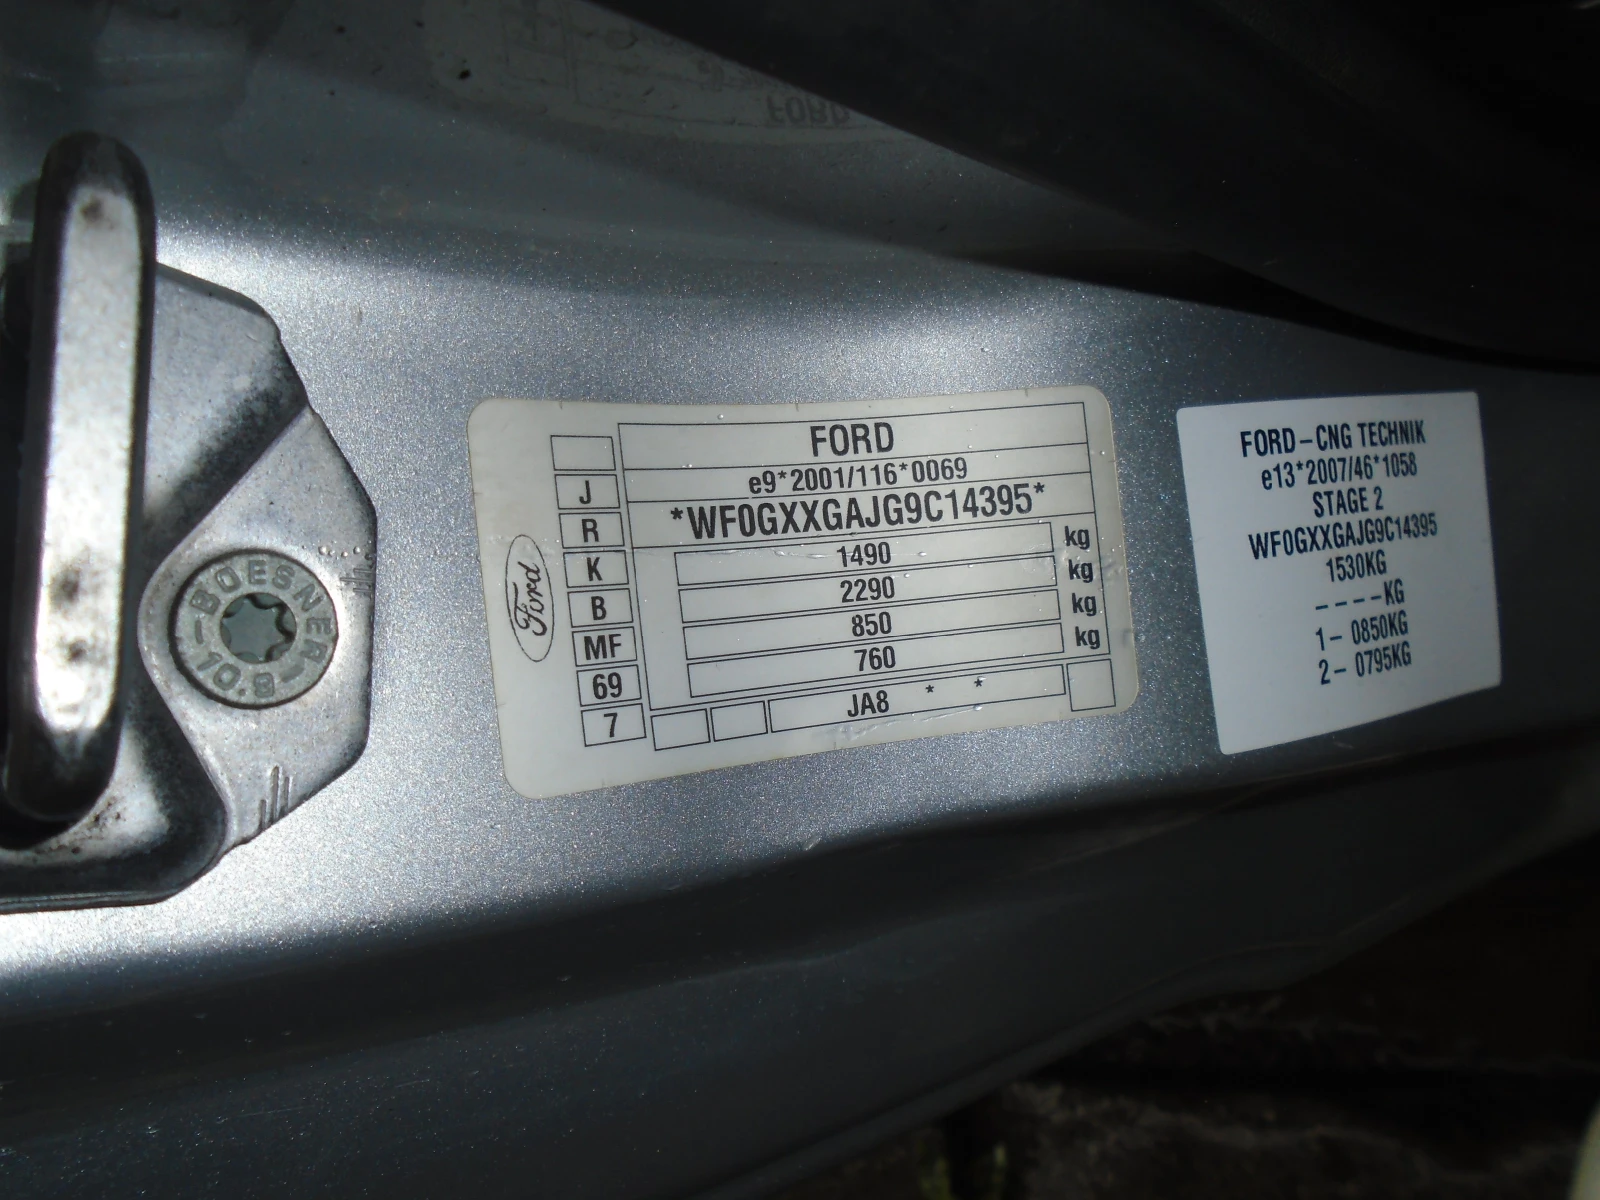 BOESNER
10.9
Ford
J
R
K
B
MF
69
7
FORD
e9*2001/116*0069
*WF0GXXGAJG9C14395*
1490 kg
2290 kg
850 kg
760 kg
JA8 * *
FORD-CNG TECHNIK
e13*2007/46*1058
STAGE 2
WF0GXXGAJG9C14395
1530KG
----KG
1- 0850KG
2- 0795KG
FORD